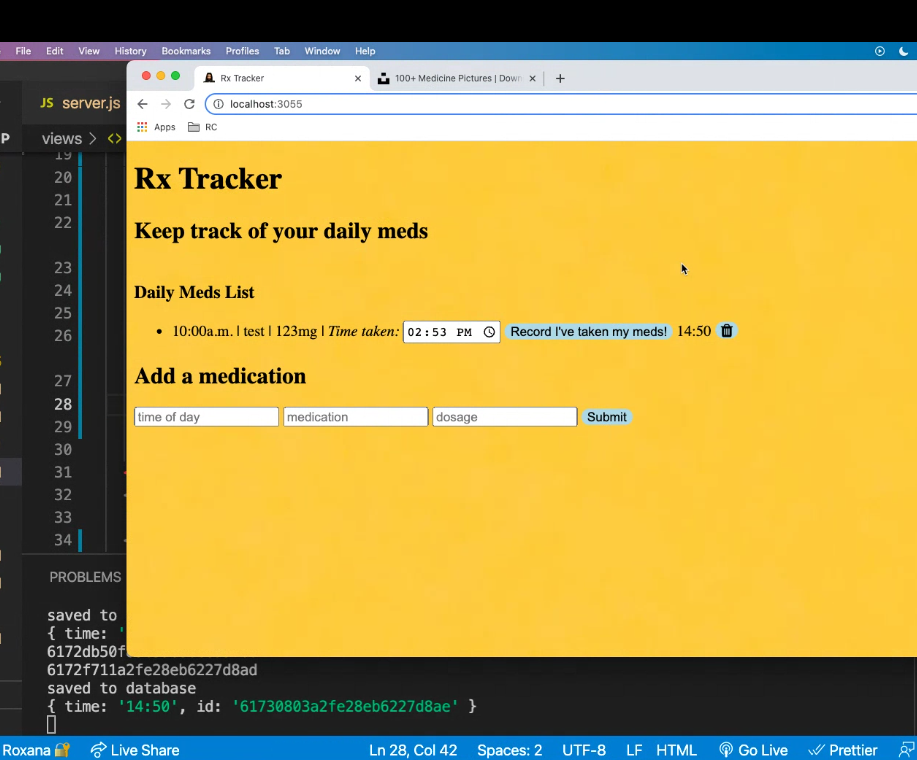 File Edit View History Bookmarks Profiles Tab Window Help
Rx Tracker
100+ Medicine Pictures | Down
JS server.js
localhost:3055
P views > <>
Apps RC
19
20
21
22
23
24
25
26
27
28
29
30
31
32
33
34
Rx Tracker
Keep track of your daily meds
Daily Meds List
• 10:00a.m. | test | 123mg | Time taken: 02:53 PM Record I've taken my meds! 14:50
Add a medication
time of day medication dosage Submit
PROBLEMS
saved to
{ time: '
6172db50f
6172f711a2fe28eb6227d8ad
saved to database
{ time: '14:50', id: '61730803a2fe28eb6227d8ae' }
Roxana Live Share Ln 28, Col 42 Spaces: 2 UTF-8 LF HTML Go Live Prettier